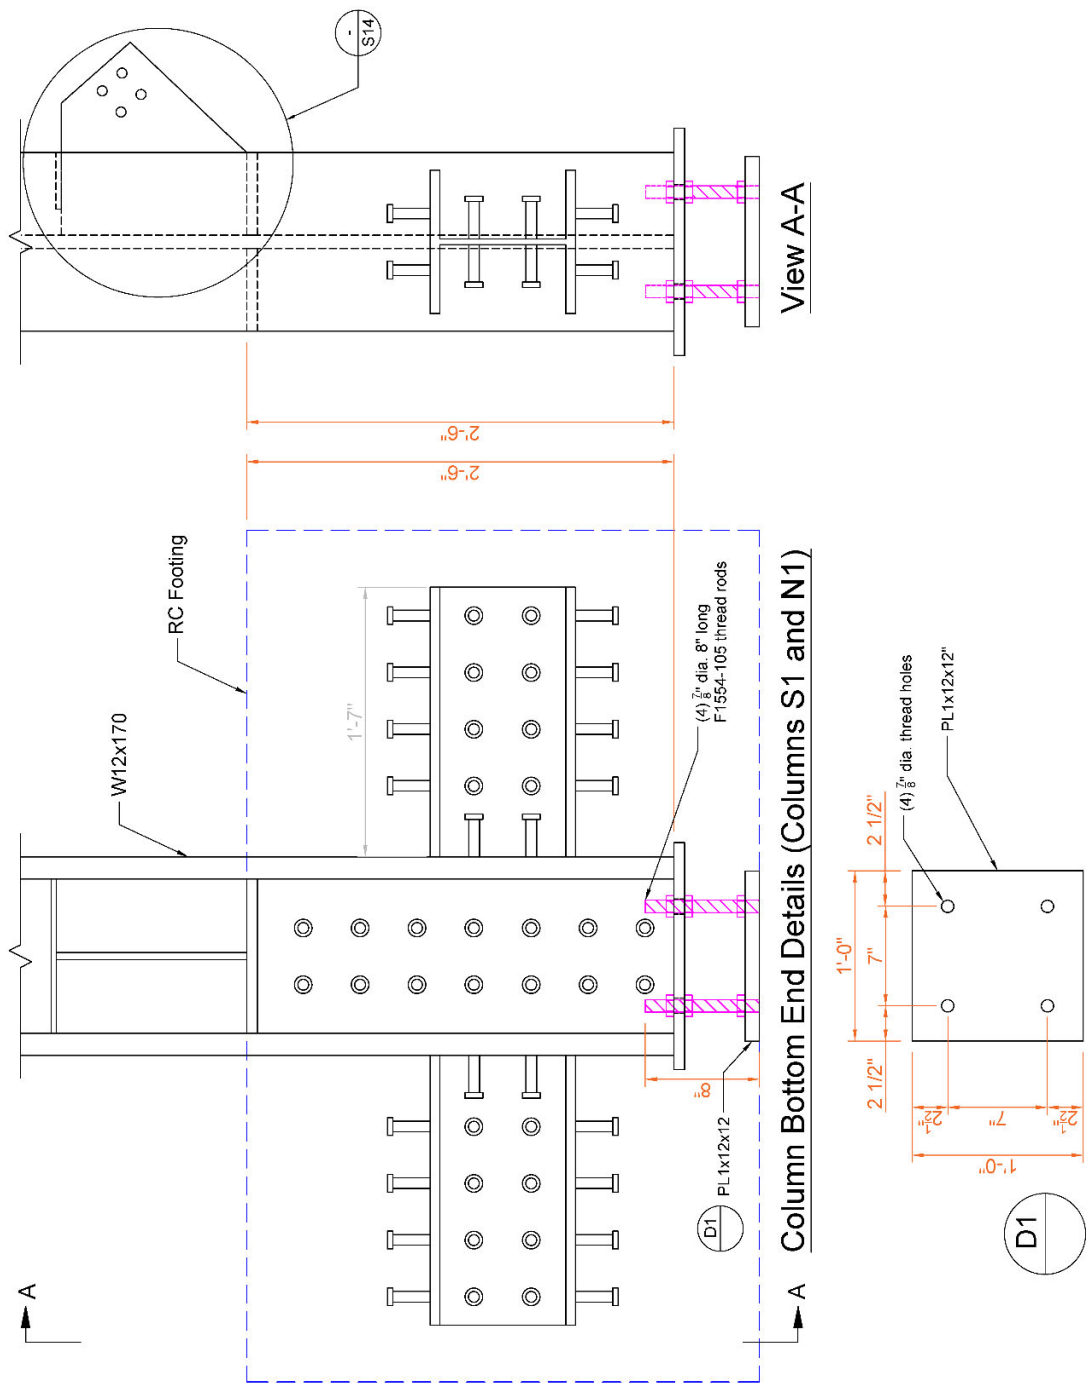 -
S14
View A-A
2'-6"
2'-6"
RC Footing
W12x170
1'-7"
(4) 7/8" dia. 8" long
F1554-105 thread rods
8"
D1
PL1x12x12
A
A
Column Bottom End Details (Columns S1 and N1)
(4) 7/8" dia. thread holes
PL1x12x12"
2 1/2"
7"
2 1/2"
1'-0"
2 1/2"
7"
2 1/2"
1'-0"
D1